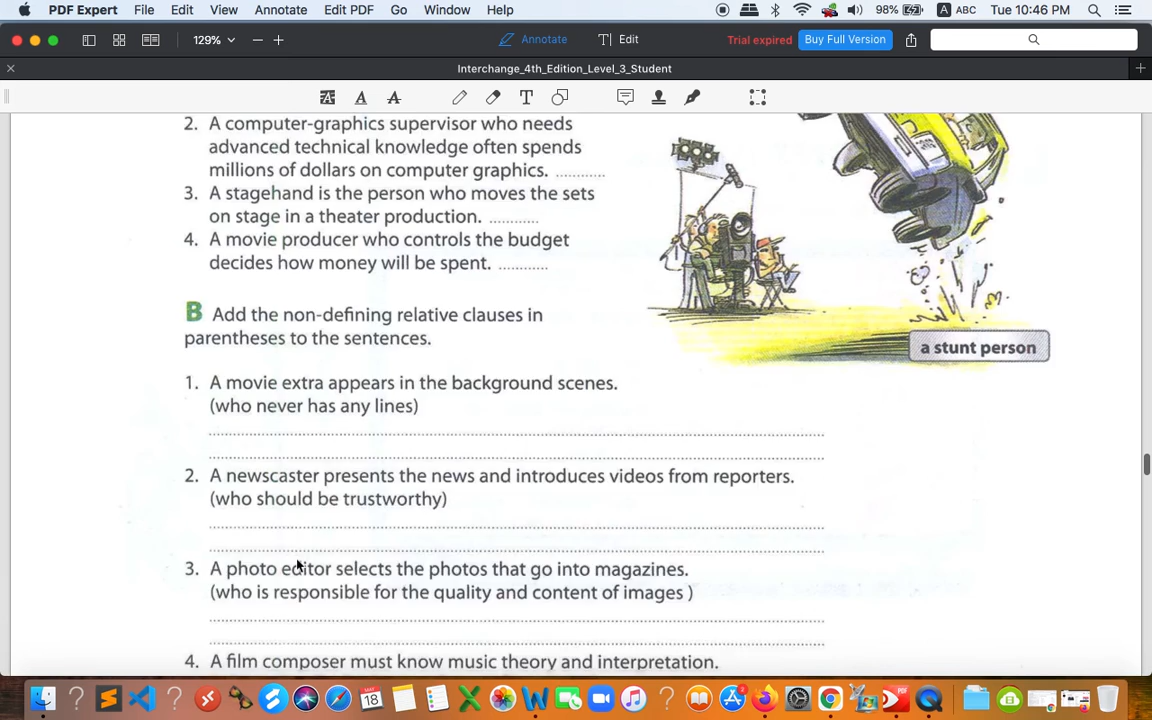 PDF Expert File Edit View Annotate Edit PDF Go Window Help 98% A ABC Tue 10:46 PM
129% Annotate T Edit Trial expired Buy Full Version
Interchange_4th_Edition_Level_3_Student
2. A computer-graphics supervisor who needs
advanced technical knowledge often spends
millions of dollars on computer graphics. ............
3. A stagehand is the person who moves the sets
on stage in a theater production. ............
4. A movie producer who controls the budget
decides how money will be spent. ............
a stunt person
B Add the non-defining relative clauses in
parentheses to the sentences.
1. A movie extra appears in the background scenes.
(who never has any lines)
2. A newscaster presents the news and introduces videos from reporters.
(who should be trustworthy)
3. A photo editor selects the photos that go into magazines.
(who is responsible for the quality and content of images )
4. A film composer must know music theory and interpretation.
MAY
18